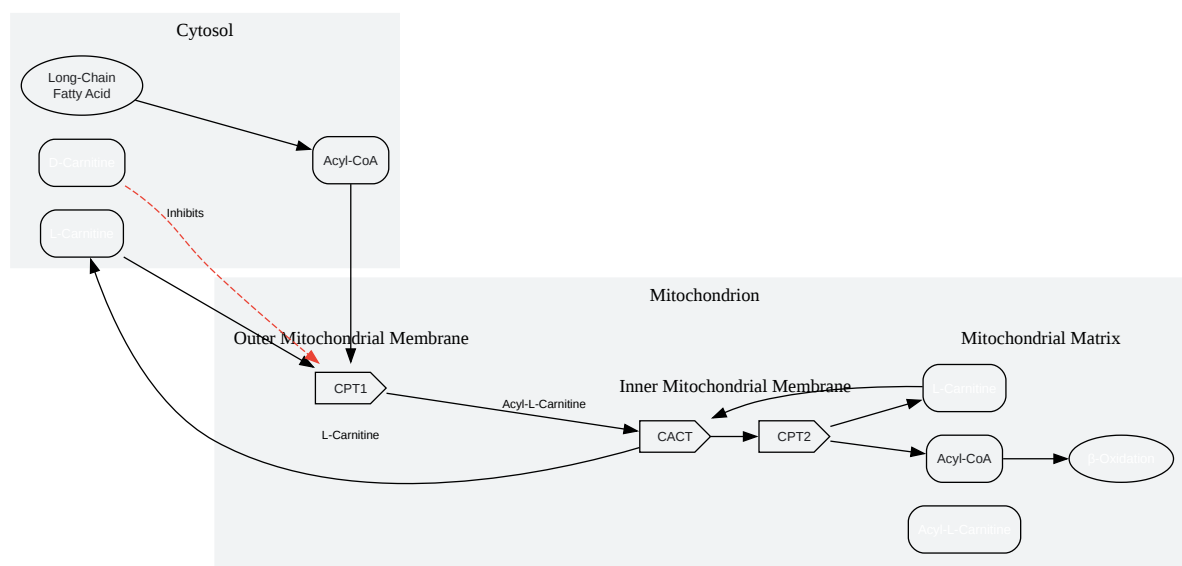 Cytosol
Long-Chain
Fatty Acid
D-Carnitine
Acyl-CoA
Inhibits
L-Carnitine
Mitochondrion
Outer Mitochondrial Membrane
Mitochondrial Matrix
CPT1
Inner Mitochondrial Membrane
L-Carnitine
Acyl-L-Carnitine
L-Carnitine
CACT
CPT2
Acyl-CoA
β-Oxidation
Acyl-L-Carnitine